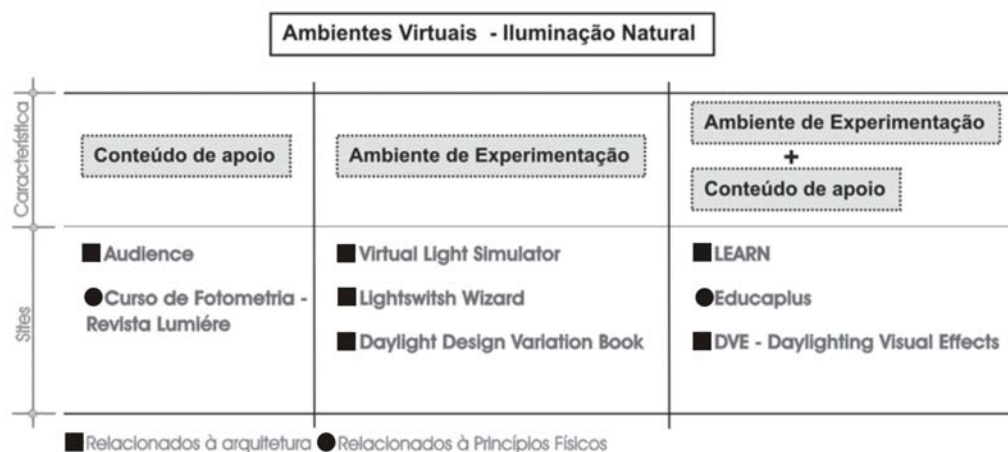 Ambientes Virtuais - Iluminação Natural
Característica
Conteúdo de apoio
Ambiente de Experimentação
Ambiente de Experimentação
+
Conteúdo de apoio
Sites
Audience
Curso de Fotometria -
Revista Lumiére
Virtual Light Simulator
Lightswitsh Wizard
Daylight Design Variation Book
LEARN
Educaplus
DVE - Daylighting Visual Effects
Relacionados à arquitetura Relacionados à Princípios Físicos